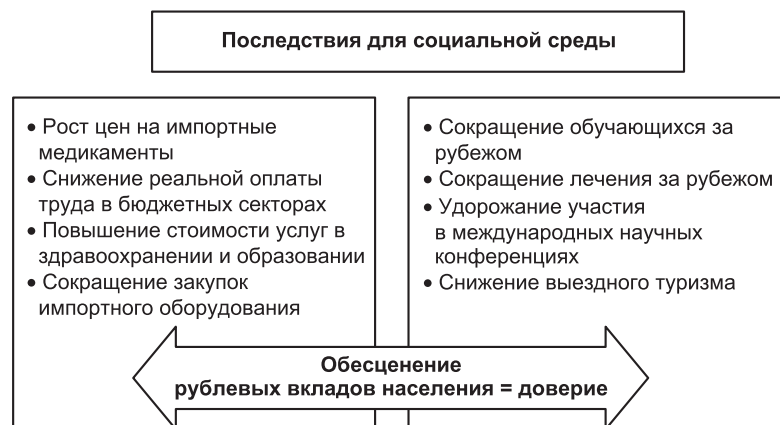 Последствия для социальной среды
• Рост цен на импортные
медикаменты
• Снижение реальной оплаты
труда в бюджетных секторах
• Повышение стоимости услуг в
здравоохранении и образовании
• Сокращение закупок
импортного оборудования
• Сокращение обучающихся за
рубежом
• Сокращение лечения за рубежом
• Удорожание участия
в международных научных
конференциях
• Снижение выездного туризма
Обесценение
рублевых вкладов населения = доверие